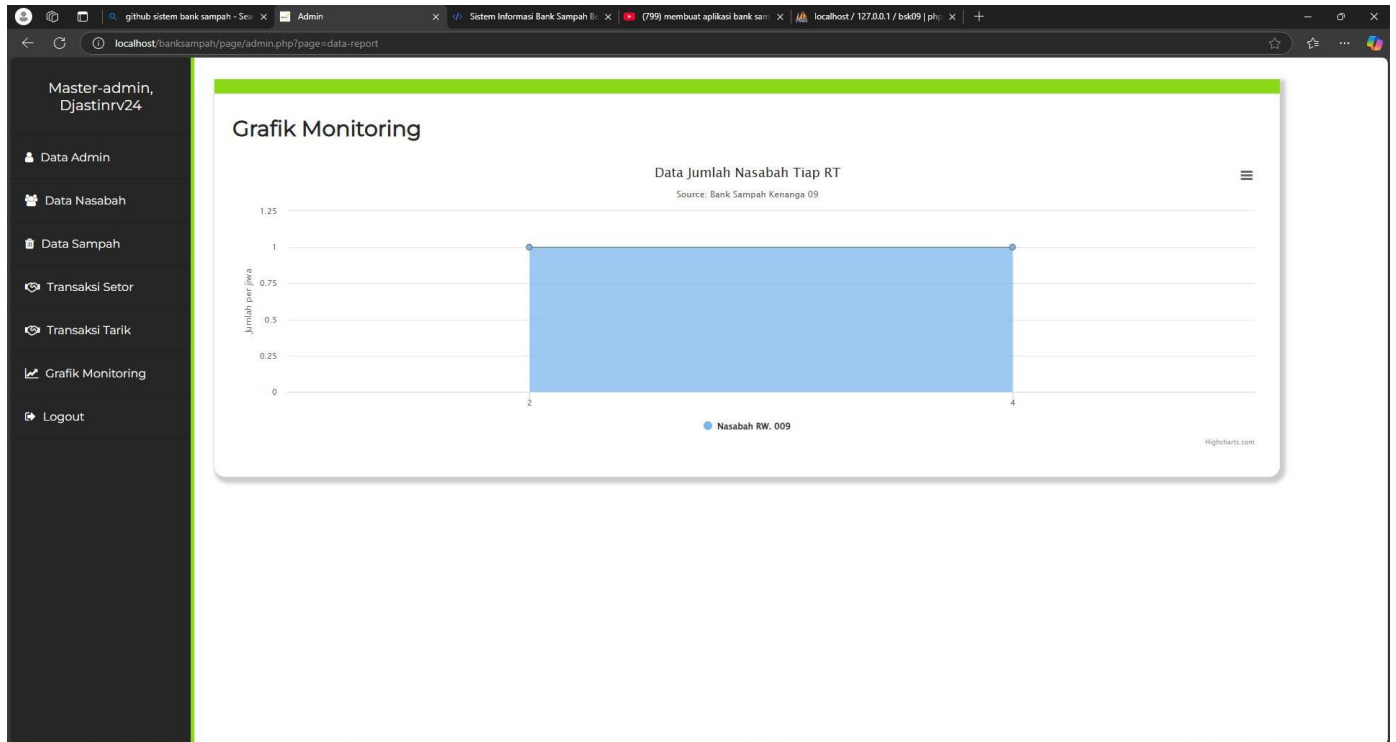 github sistem bank sampah - Sea
Admin
Sistem Informasi Bank Sampah Be
(799) membuat aplikasi bank sam
localhost / 127.0.0.1 / bsk09 | php
localhost/banksampah/page/admin.php?page=data-report
Master-admin,
Djastinrv24
Data Admin
Data Nasabah
Data Sampah
Transaksi Setor
Transaksi Tarik
Grafik Monitoring
Logout
Grafik Monitoring
Data Jumlah Nasabah Tiap RT
Source: Bank Sampah Kenanga 09
Jumlah per jiwa
1.25
1
0.75
0.5
0.25
0
2
4
Nasabah RW. 009
Highcharts.com